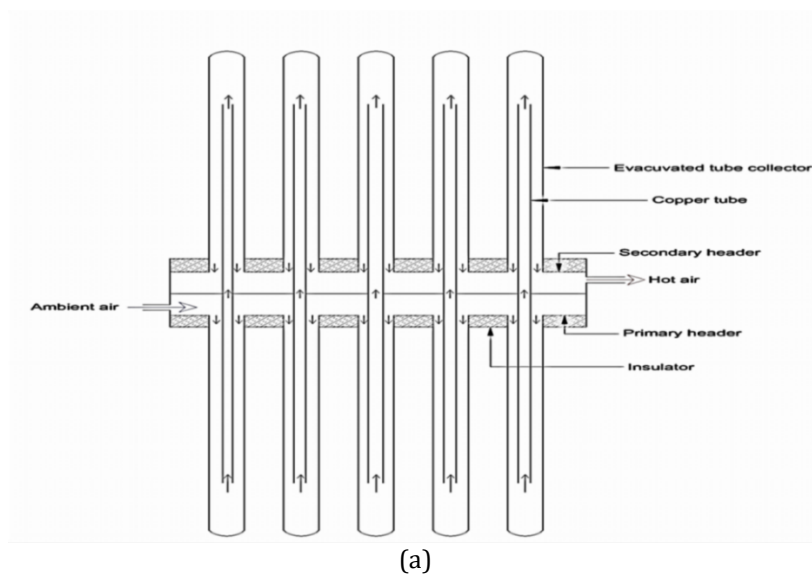 Evacuvated tube collector
Copper tube
Secondary header
Hot air
Ambient air
Primary header
Insulator
(a)